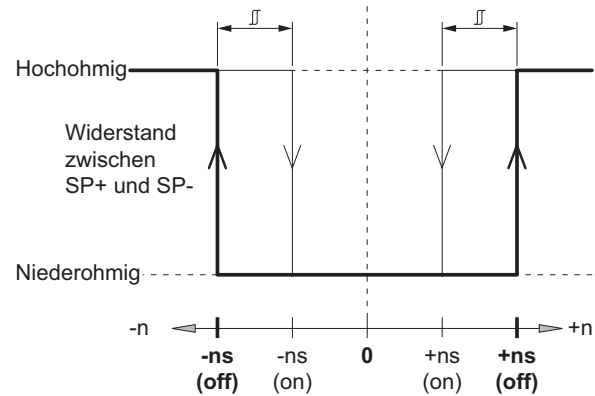 Hochohmig
Widerstand
zwischen
SP+ und SP-
Niederohmig
-n
+n
-ns
(off)
-ns
(on)
0
+ns
(on)
+ns
(off)